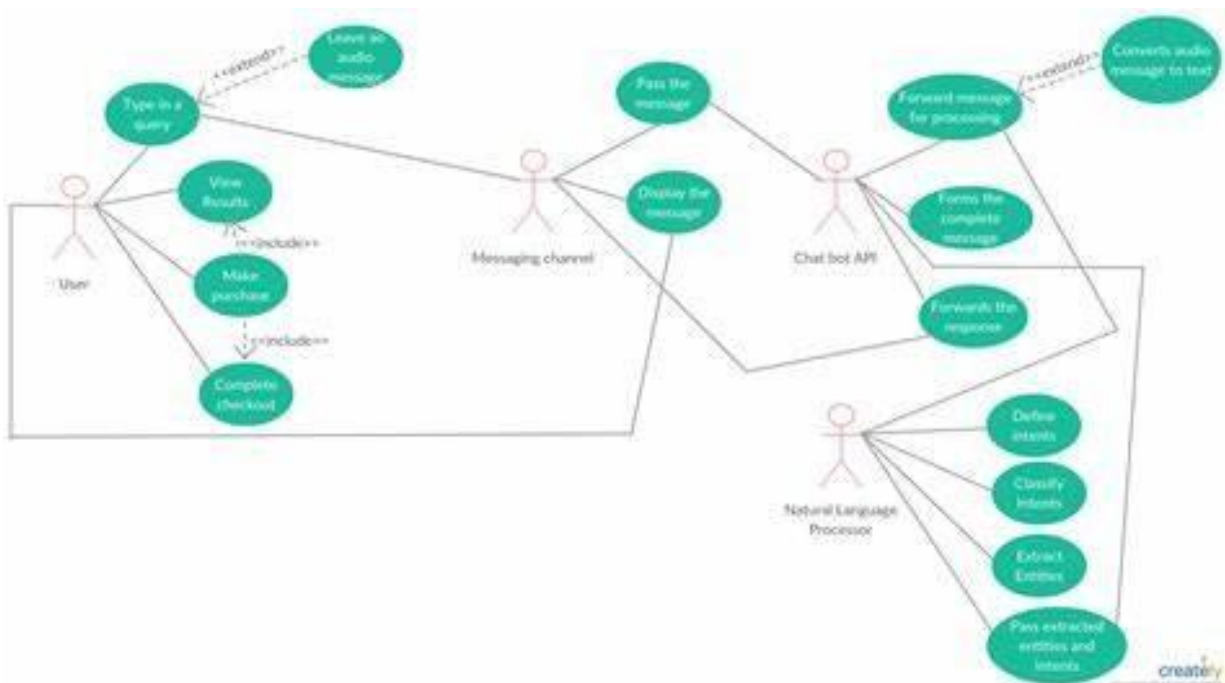 Leave an
audio
message
<<extend>>
Type in a
query
View
Results
<<include>>
Make
purchase
<<include>>
Complete
checkout
User
Pass the
message
Display the
message
Messaging channel
Converts audio
message to text
<<extend>>
Forward message
for processing
Forms the
complete
message
Chat bot API
Forwards the
response
Define
intents
Classify
Intents
Natural Language
Processor
Extract
Entities
Pass extracted
entities and
intents
creately